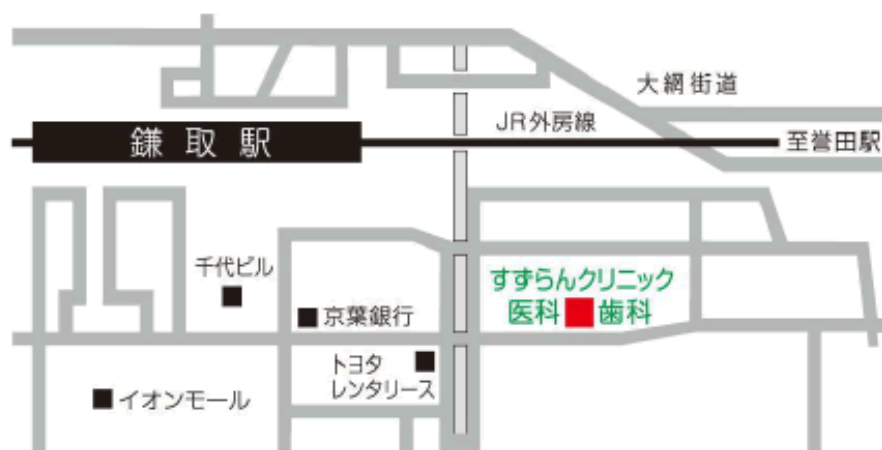 大網街道
JR外房線
鎌取駅
至誉田駅
千代ビル
すずらんクリニック
医科 歯科
京葉銀行
トヨタ
レンタリース
イオンモール